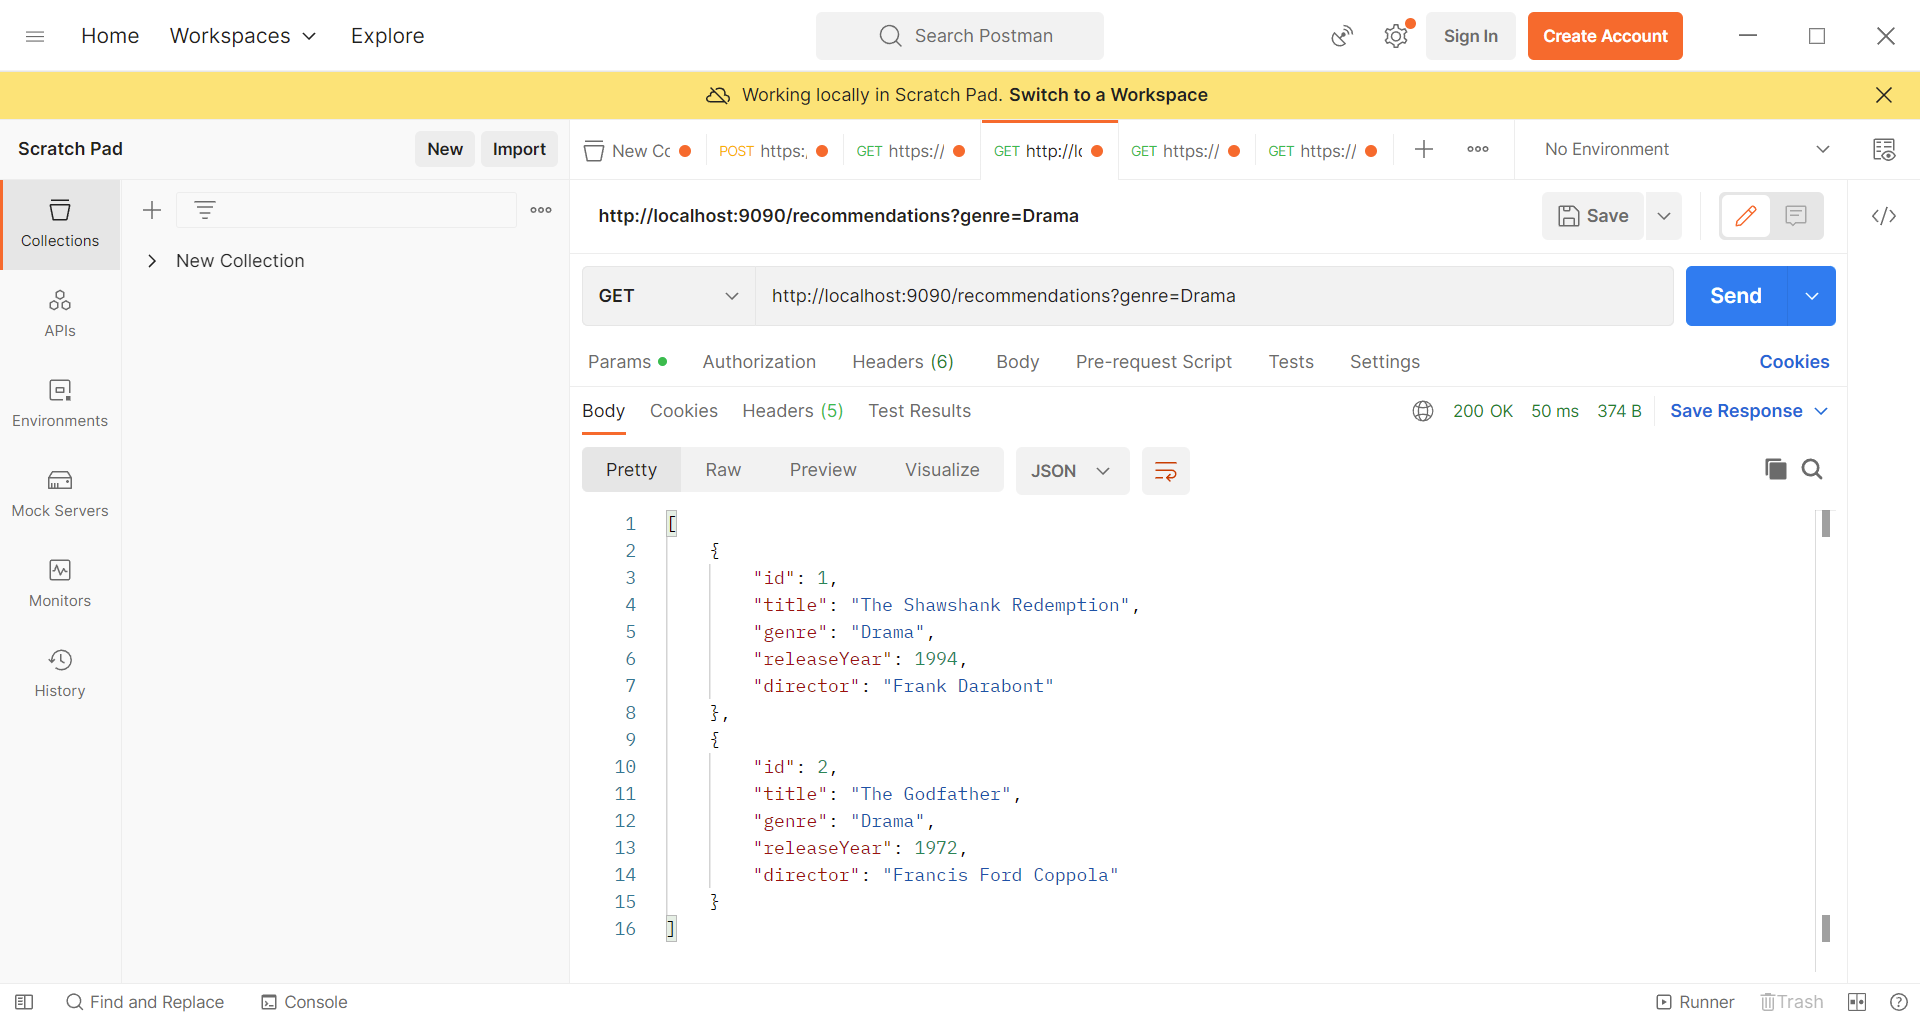 Home Workspaces Explore Search Postman Sign In Create Account
Working locally in Scratch Pad. Switch to a Workspace
Scratch Pad New Import
New Co POST https:, GET https:// GET http://lo GET https:// GET https:// No Environment
Collections
APIs
Environments
Mock Servers
Monitors
History
New Collection
http://localhost:9090/recommendations?genre=Drama Save
GET http://localhost:9090/recommendations?genre=Drama Send
Params Authorization Headers (6) Body Pre-request Script Tests Settings Cookies
Body Cookies Headers (5) Test Results 200 OK 50 ms 374 B Save Response
Pretty Raw Preview Visualize JSON
1 [
2 {
3 "id": 1,
4 "title": "The Shawshank Redemption",
5 "genre": "Drama",
6 "releaseYear": 1994,
7 "director": "Frank Darabont"
8 },
9 {
10 "id": 2,
11 "title": "The Godfather",
12 "genre": "Drama",
13 "releaseYear": 1972,
14 "director": "Francis Ford Coppola"
15 }
16 ]
Find and Replace Console Runner Trash